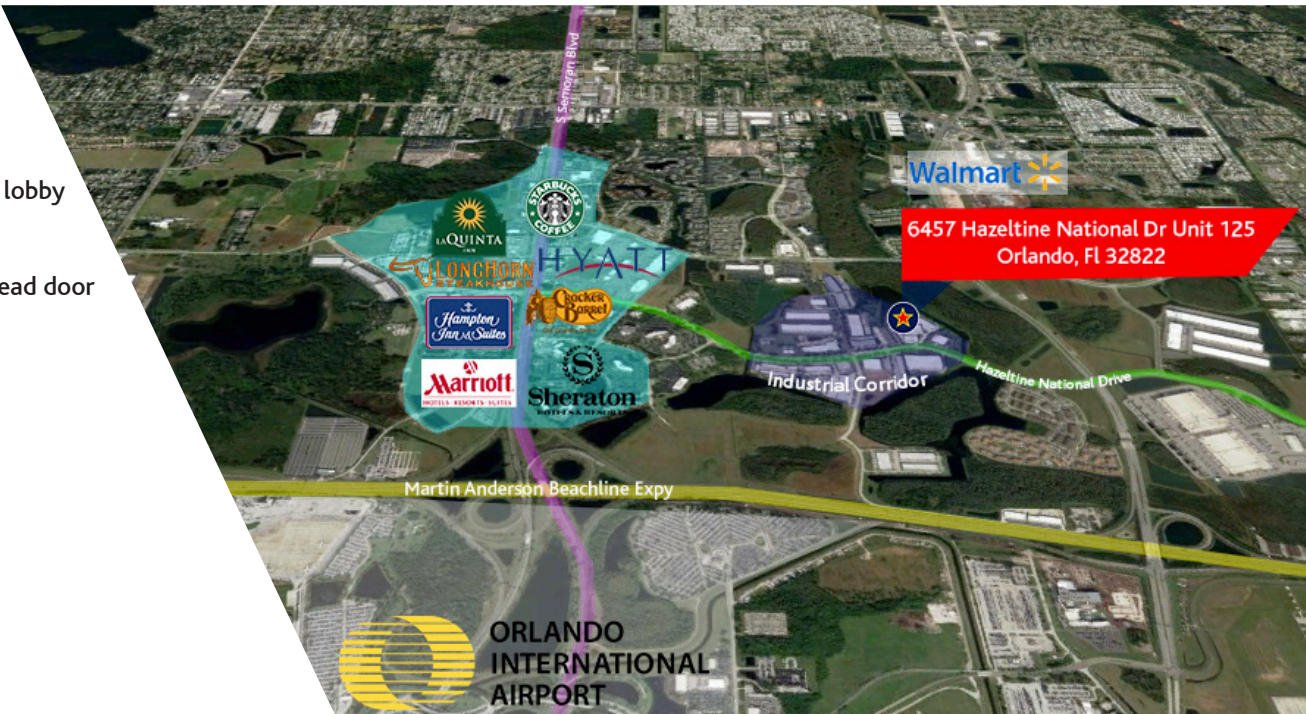 lobby
ead door
S Semoran Blvd
STARBUCKS
COFFEE
LAQUINTA
INN
LONGHORN
STEAKHOUSE
HYATT
Cracker
Barrel
Hampton
Inn & Suites
Marriott
HOTELS · RESORTS · SUITES
S
Sheraton
HOTELS & RESORTS
Walmart
6457 Hazeltine National Dr Unit 125
Orlando, Fl 32822
Industrial Corridor
Hazeltine National Drive
Martin Anderson Beachline Expy
ORLANDO
INTERNATIONAL
AIRPORT